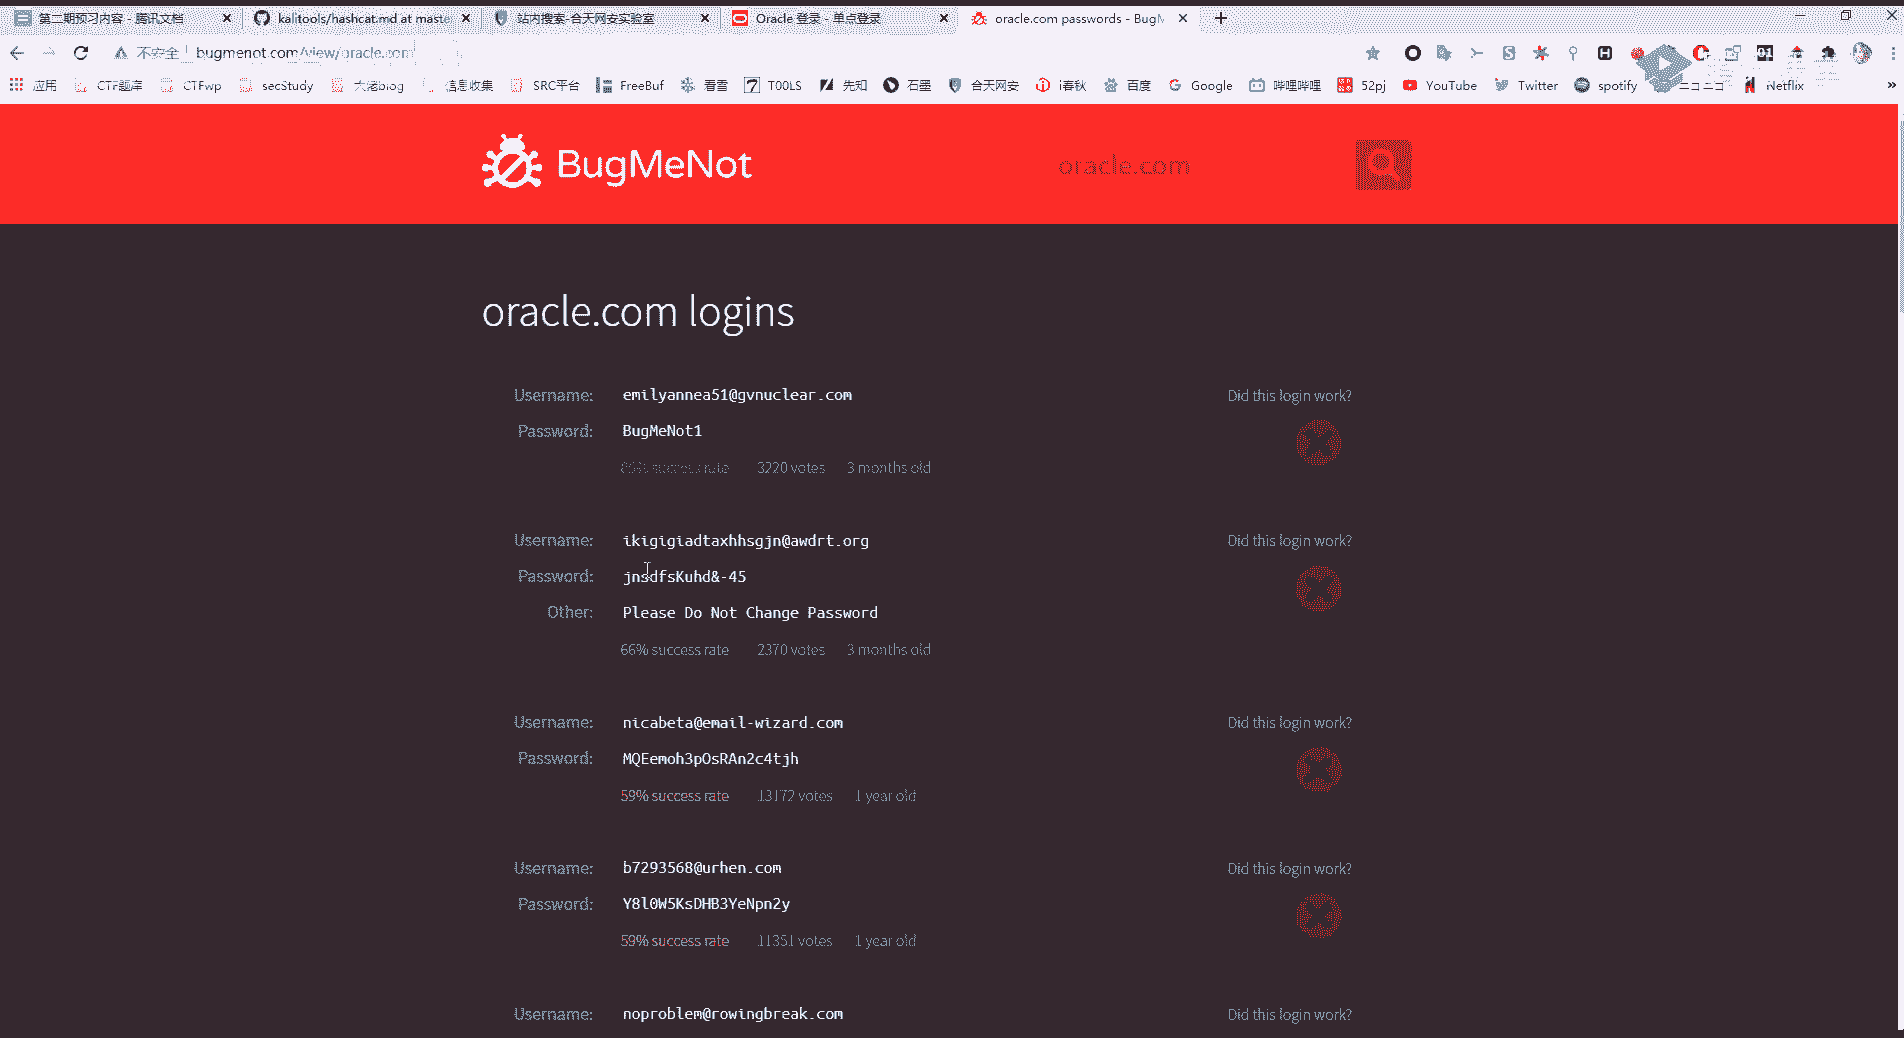 第二期预习内容 - 腾讯文档
kalitools/hashcat.md at maste
站内搜索-合天网安实验室
Oracle 登录 - 单点登录
oracle.com passwords - BugM
不安全 bugmenot.com/view/oracle.com
应用 CTF题库 CTFwp secStudy 大佬blog 信息收集 SRC平台 FreeBuf 看雪 T00LS 先知 石墨 合天网安 i春秋 百度 Google 哔哩哔哩 52pj YouTube Twitter spotify ニコニコ Netflix »
BugMeNot
oracle.com
oracle.com logins
Username: emilyannea51@gvnuclear.com Did this login work?
Password: BugMeNot1
success rate 3220 votes 3 months old
Username: ikigigiadtaxhhsgjn@awdrt.org Did this login work?
Password: jnsdfsKuhd&-45
Other: Please Do Not Change Password
66% success rate 2370 votes 3 months old
Username: nicabeta@email-wizard.com Did this login work?
Password: MQEemoh3pOsRAn2c4tjh
59% success rate 13172 votes 1 year old
Username: b7293568@urhen.com Did this login work?
Password: Y8l0W5KsDHB3YeNpn2y
59% success rate 11351 votes 1 year old
Username: noproblem@rowingbreak.com Did this login work?